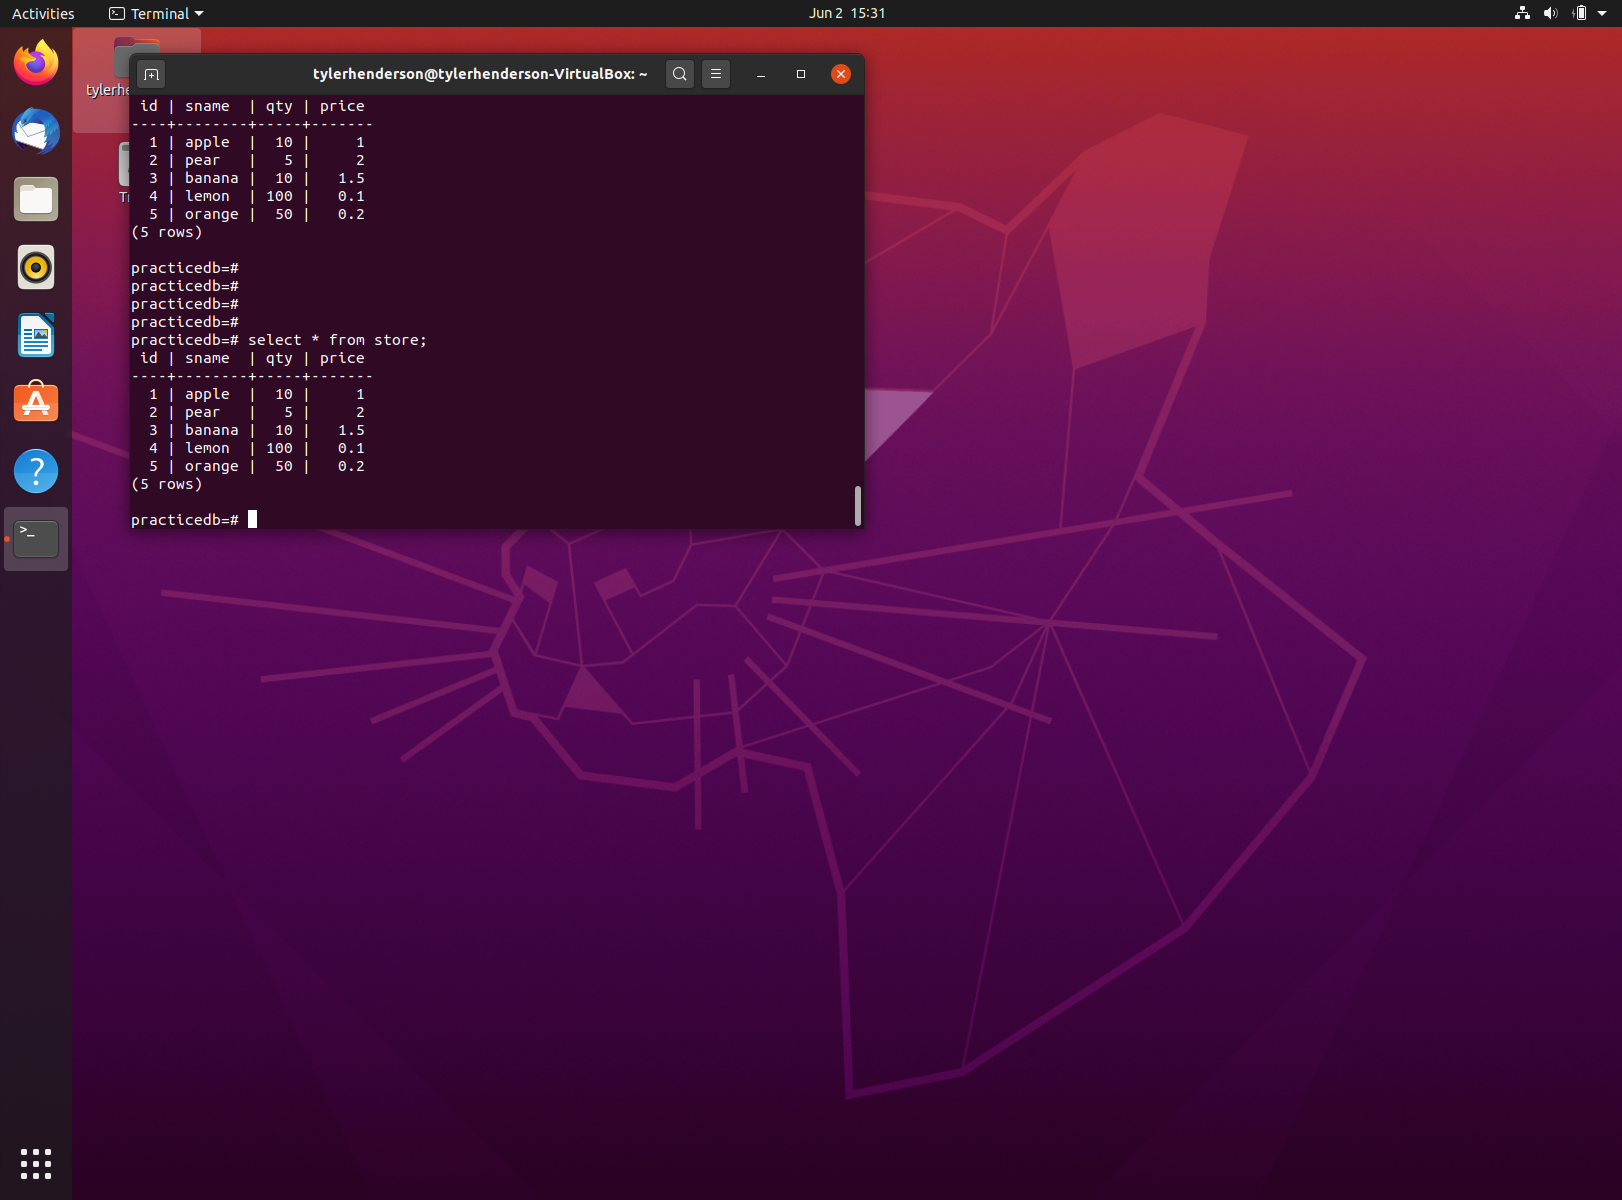 Activities
Terminal
Jun 2 15:31
tylerhenderson@tylerhenderson-VirtualBox: ~
 id | sname  | qty | price
----+--------+-----+-------
  1 | apple  |  10 |     1
  2 | pear   |   5 |     2
  3 | banana |  10 |   1.5
  4 | lemon  | 100 |   0.1
  5 | orange |  50 |   0.2
(5 rows)
practicedb=#
practicedb=#
practicedb=#
practicedb=#
practicedb=# select * from store;
 id | sname  | qty | price
----+--------+-----+-------
  1 | apple  |  10 |     1
  2 | pear   |   5 |     2
  3 | banana |  10 |   1.5
  4 | lemon  | 100 |   0.1
  5 | orange |  50 |   0.2
(5 rows)
practicedb=#